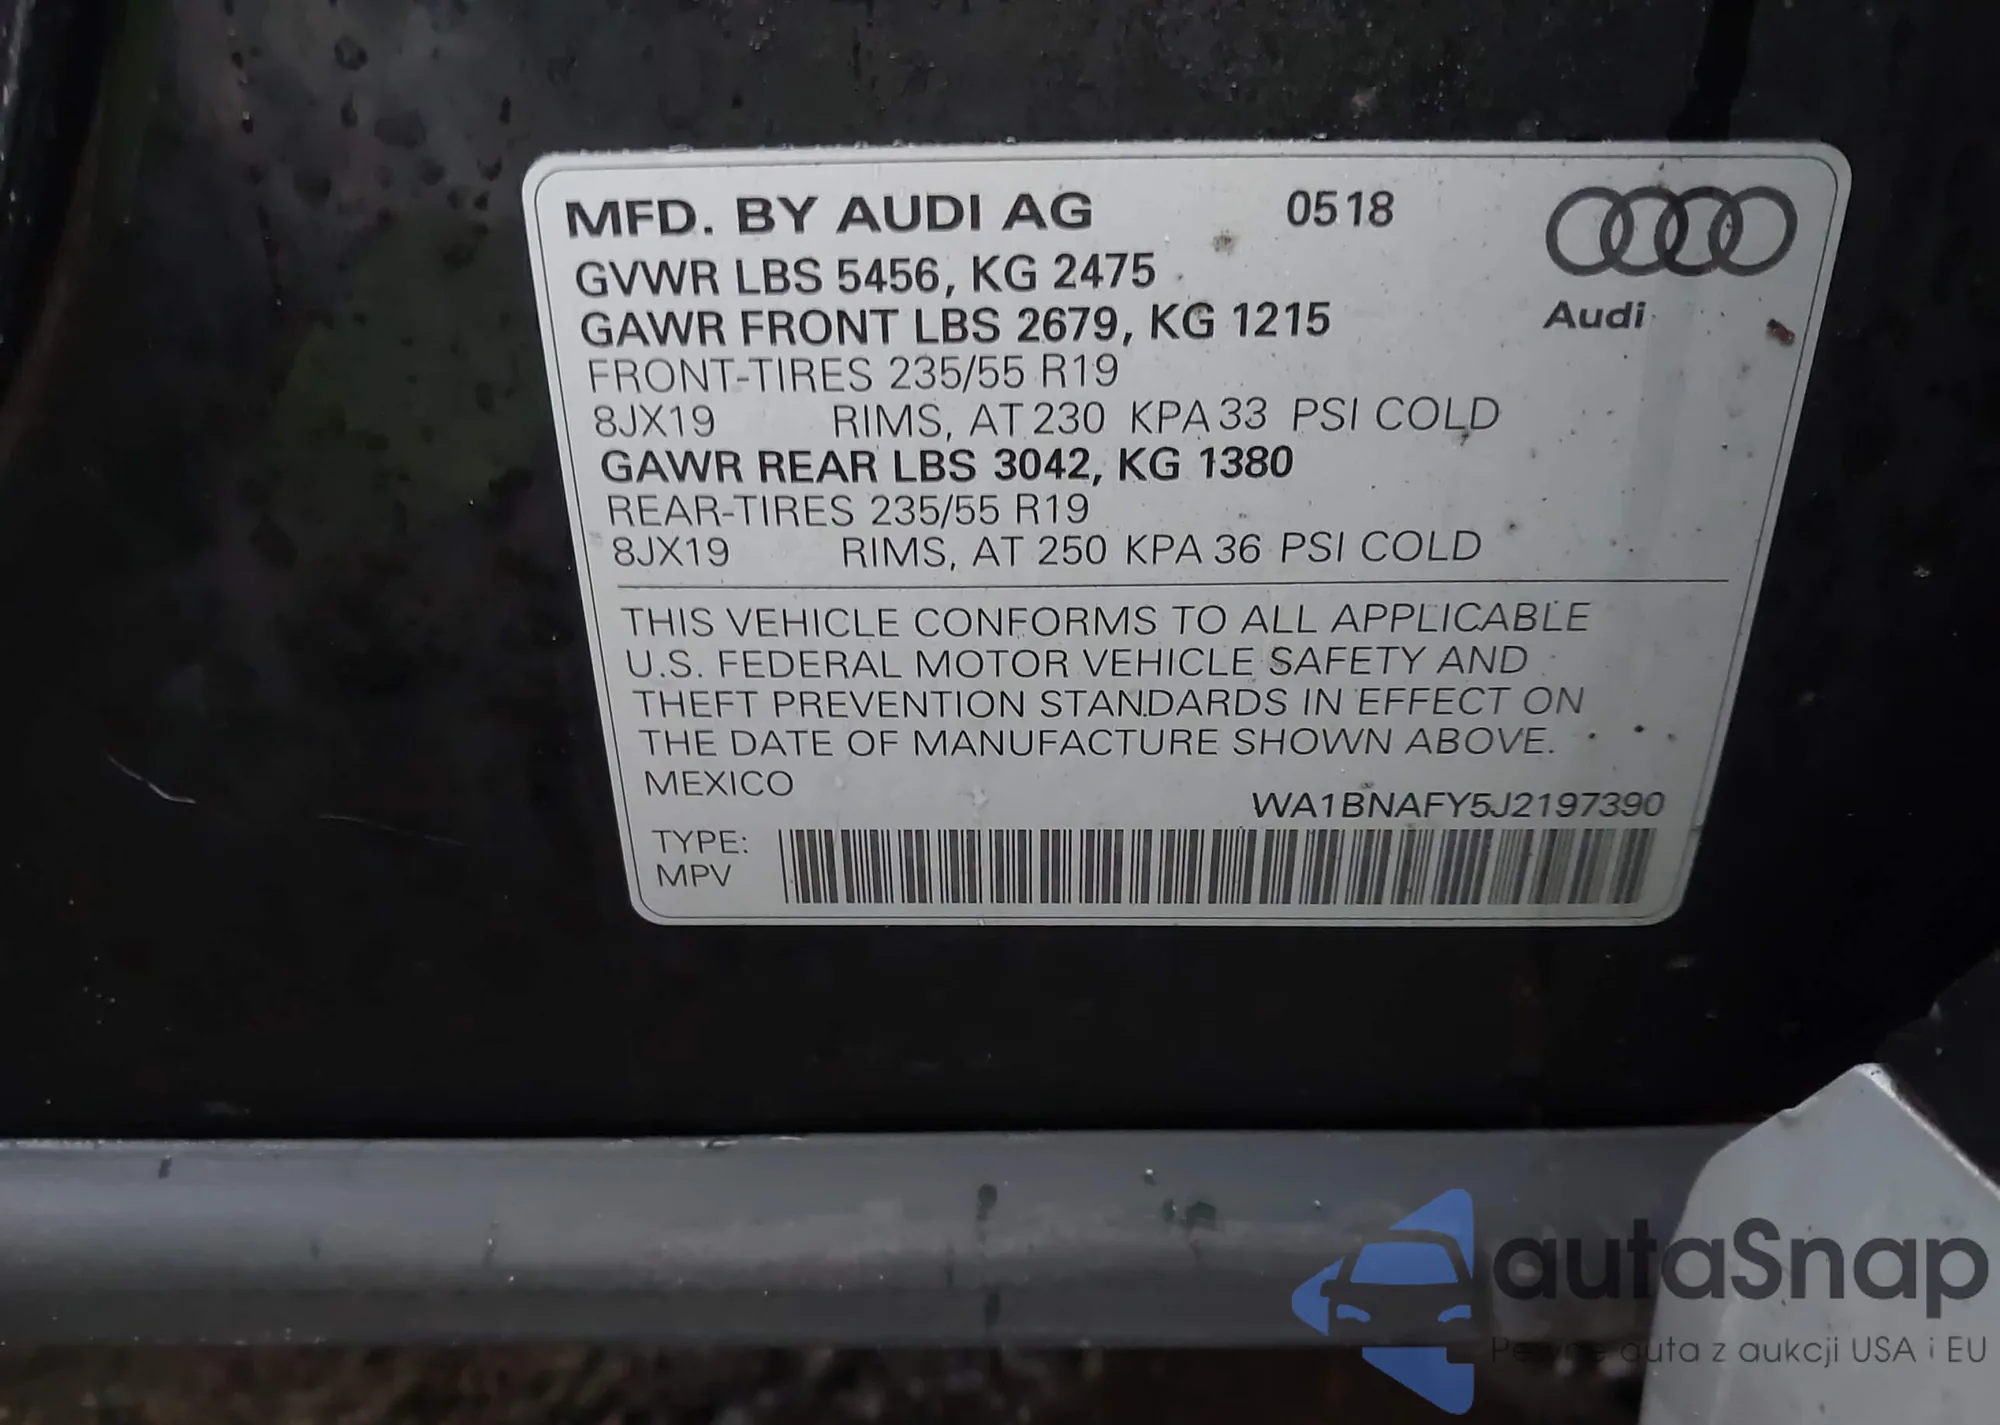 MFD. BY AUDI AG 0518
GVWR LBS 5456, KG 2475
GAWR FRONT LBS 2679, KG 1215
Audi
FRONT-TIRES 235/55 R19
8JX19 RIMS, AT 230 KPA 33 PSI COLD
GAWR REAR LBS 3042, KG 1380
REAR-TIRES 235/55 R19
8JX19 RIMS, AT 250 KPA 36 PSI COLD
THIS VEHICLE CONFORMS TO ALL APPLICABLE
U.S. FEDERAL MOTOR VEHICLE SAFETY AND
THEFT PREVENTION STANDARDS IN EFFECT ON
THE DATE OF MANUFACTURE SHOWN ABOVE.
MEXICO
WA1BNAFY5J2197390
TYPE:
MPV
autaSnap
auta z aukcji USA i EU